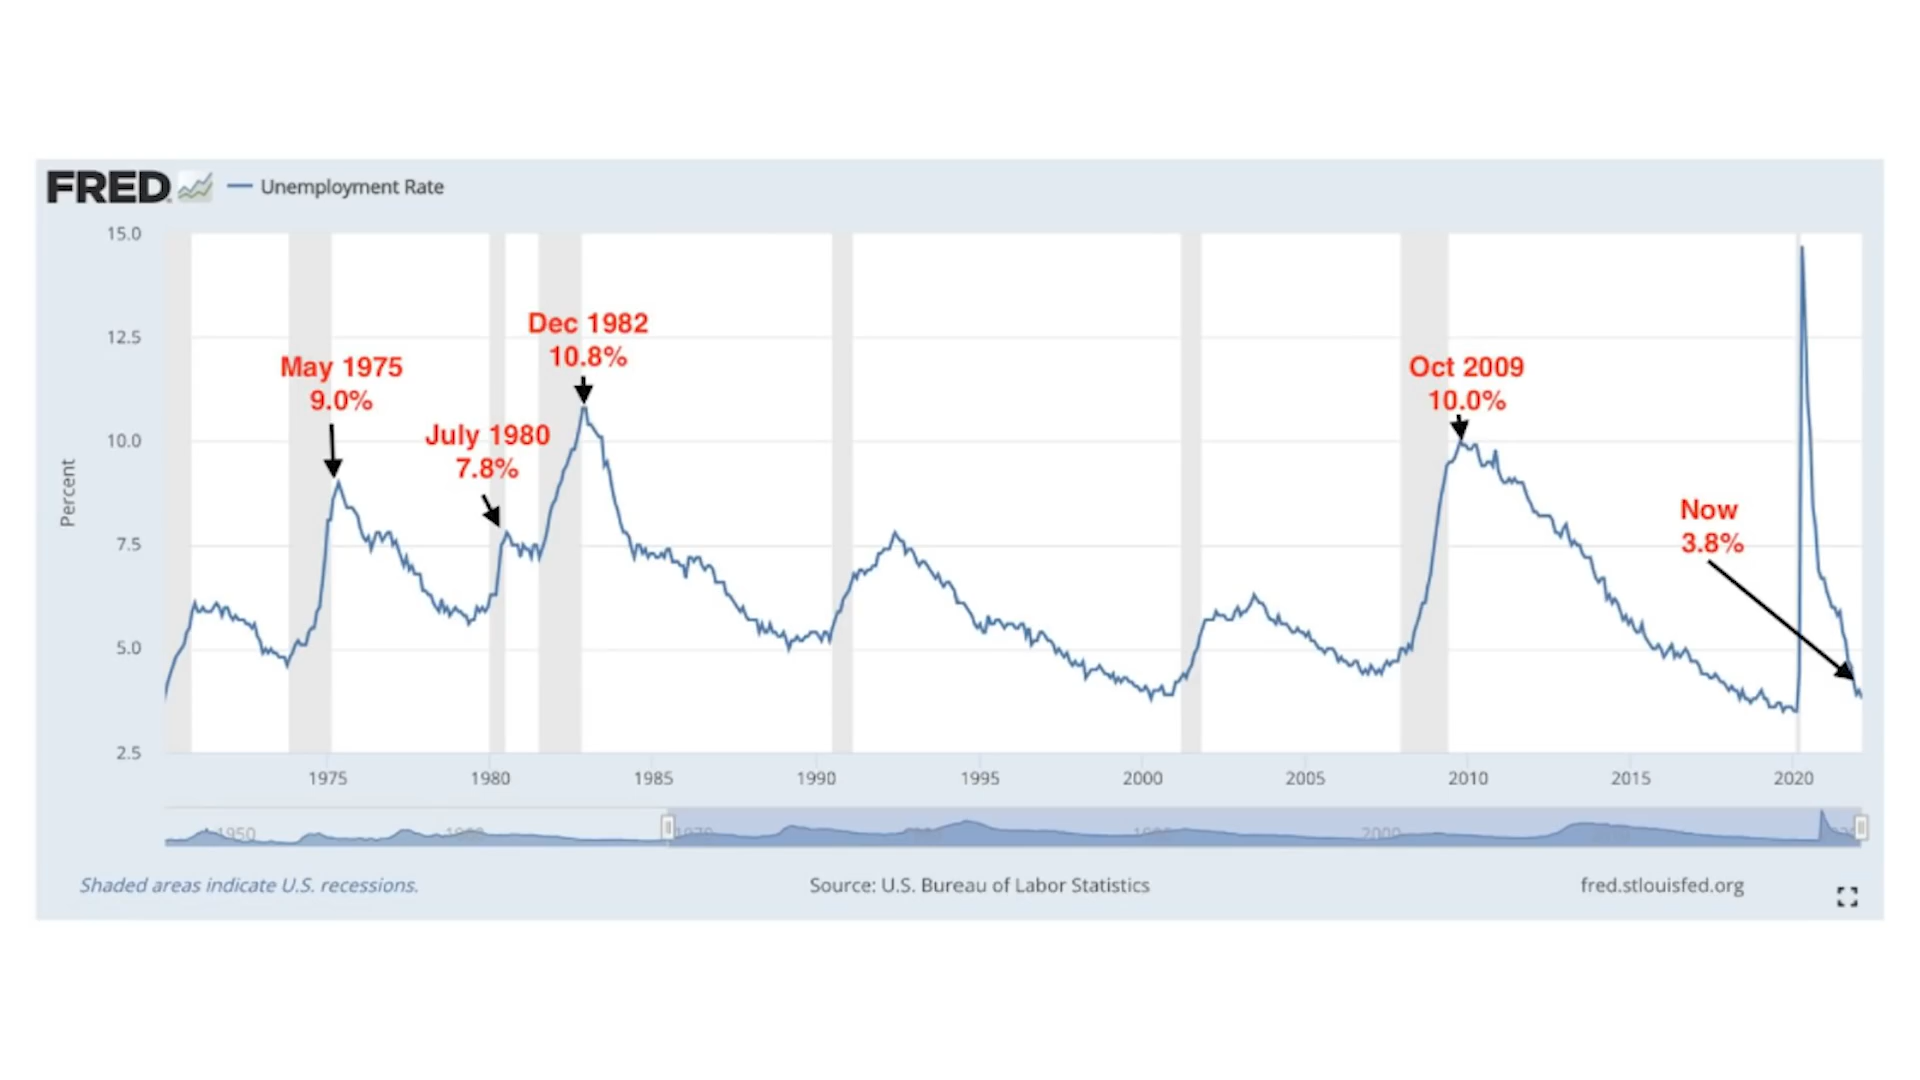 FRED Unemployment Rate
15.0
12.5
10.0
7.5
5.0
2.5
Percent
May 1975
9.0%
July 1980
7.8%
Dec 1982
10.8%
Oct 2009
10.0%
Now
3.8%
1975 1980 1985 1990 1995 2000 2005 2010 2015 2020
1950 1970 2000
Shaded areas indicate U.S. recessions. Source: U.S. Bureau of Labor Statistics fred.stlouisfed.org